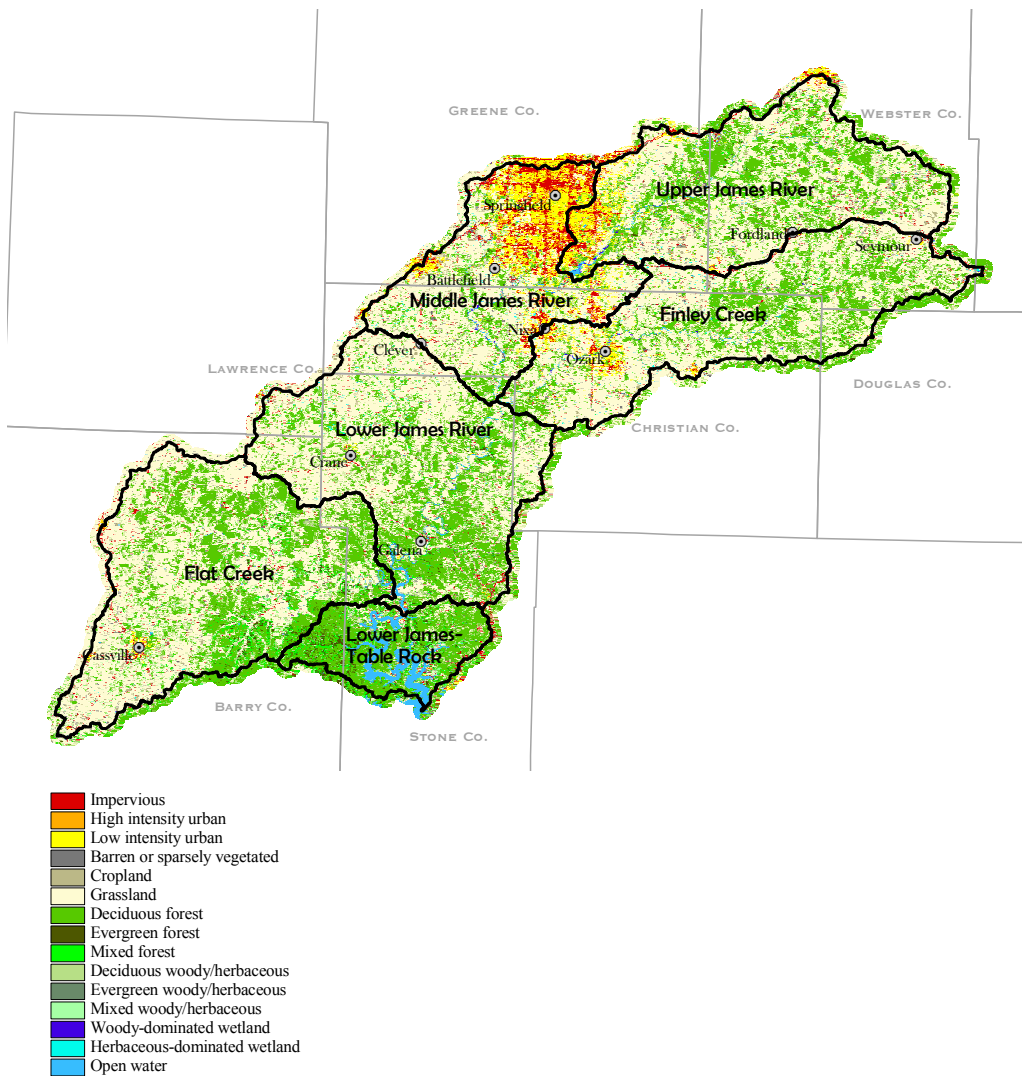 GREENE CO.
WEBSTER CO.
Upper James River
Springfield
Fordland
Seymour
Battlefield
Middle James River
Finley Creek
Nixa
Clever
Ozark
LAWRENCE CO.
DOUGLAS CO.
CHRISTIAN CO.
Lower James River
Crane
Galena
Flat Creek
Lower James-
Table Rock
Cassville
BARRY CO.
STONE CO.
Impervious
High intensity urban
Low intensity urban
Barren or sparsely vegetated
Cropland
Grassland
Deciduous forest
Evergreen forest
Mixed forest
Deciduous woody/herbaceous
Evergreen woody/herbaceous
Mixed woody/herbaceous
Woody-dominated wetland
Herbaceous-dominated wetland
Open water